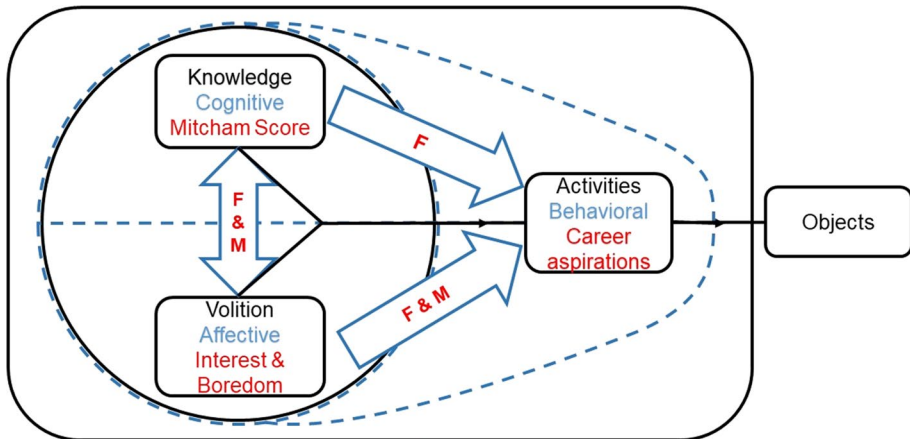 Knowledge
Cognitive
Mitcham Score
F
F
&
M
Activities
Behavioral
Career
aspirations
Objects
F & M
Volition
Affective
Interest &
Boredom